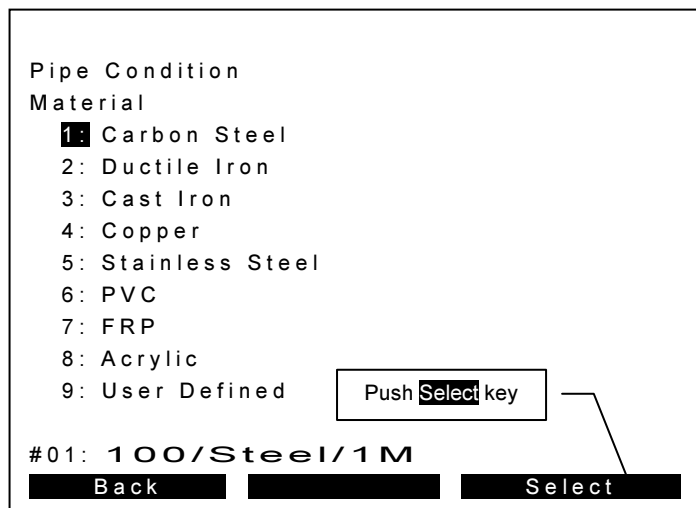 Pipe Condition
Material
1: Carbon Steel
2: Ductile Iron
3: Cast Iron
4: Copper
5: Stainless Steel
6: PVC
7: FRP
8: Acrylic
9: User Defined
Push Select key
#01: 100/Steel/1M
Back Select